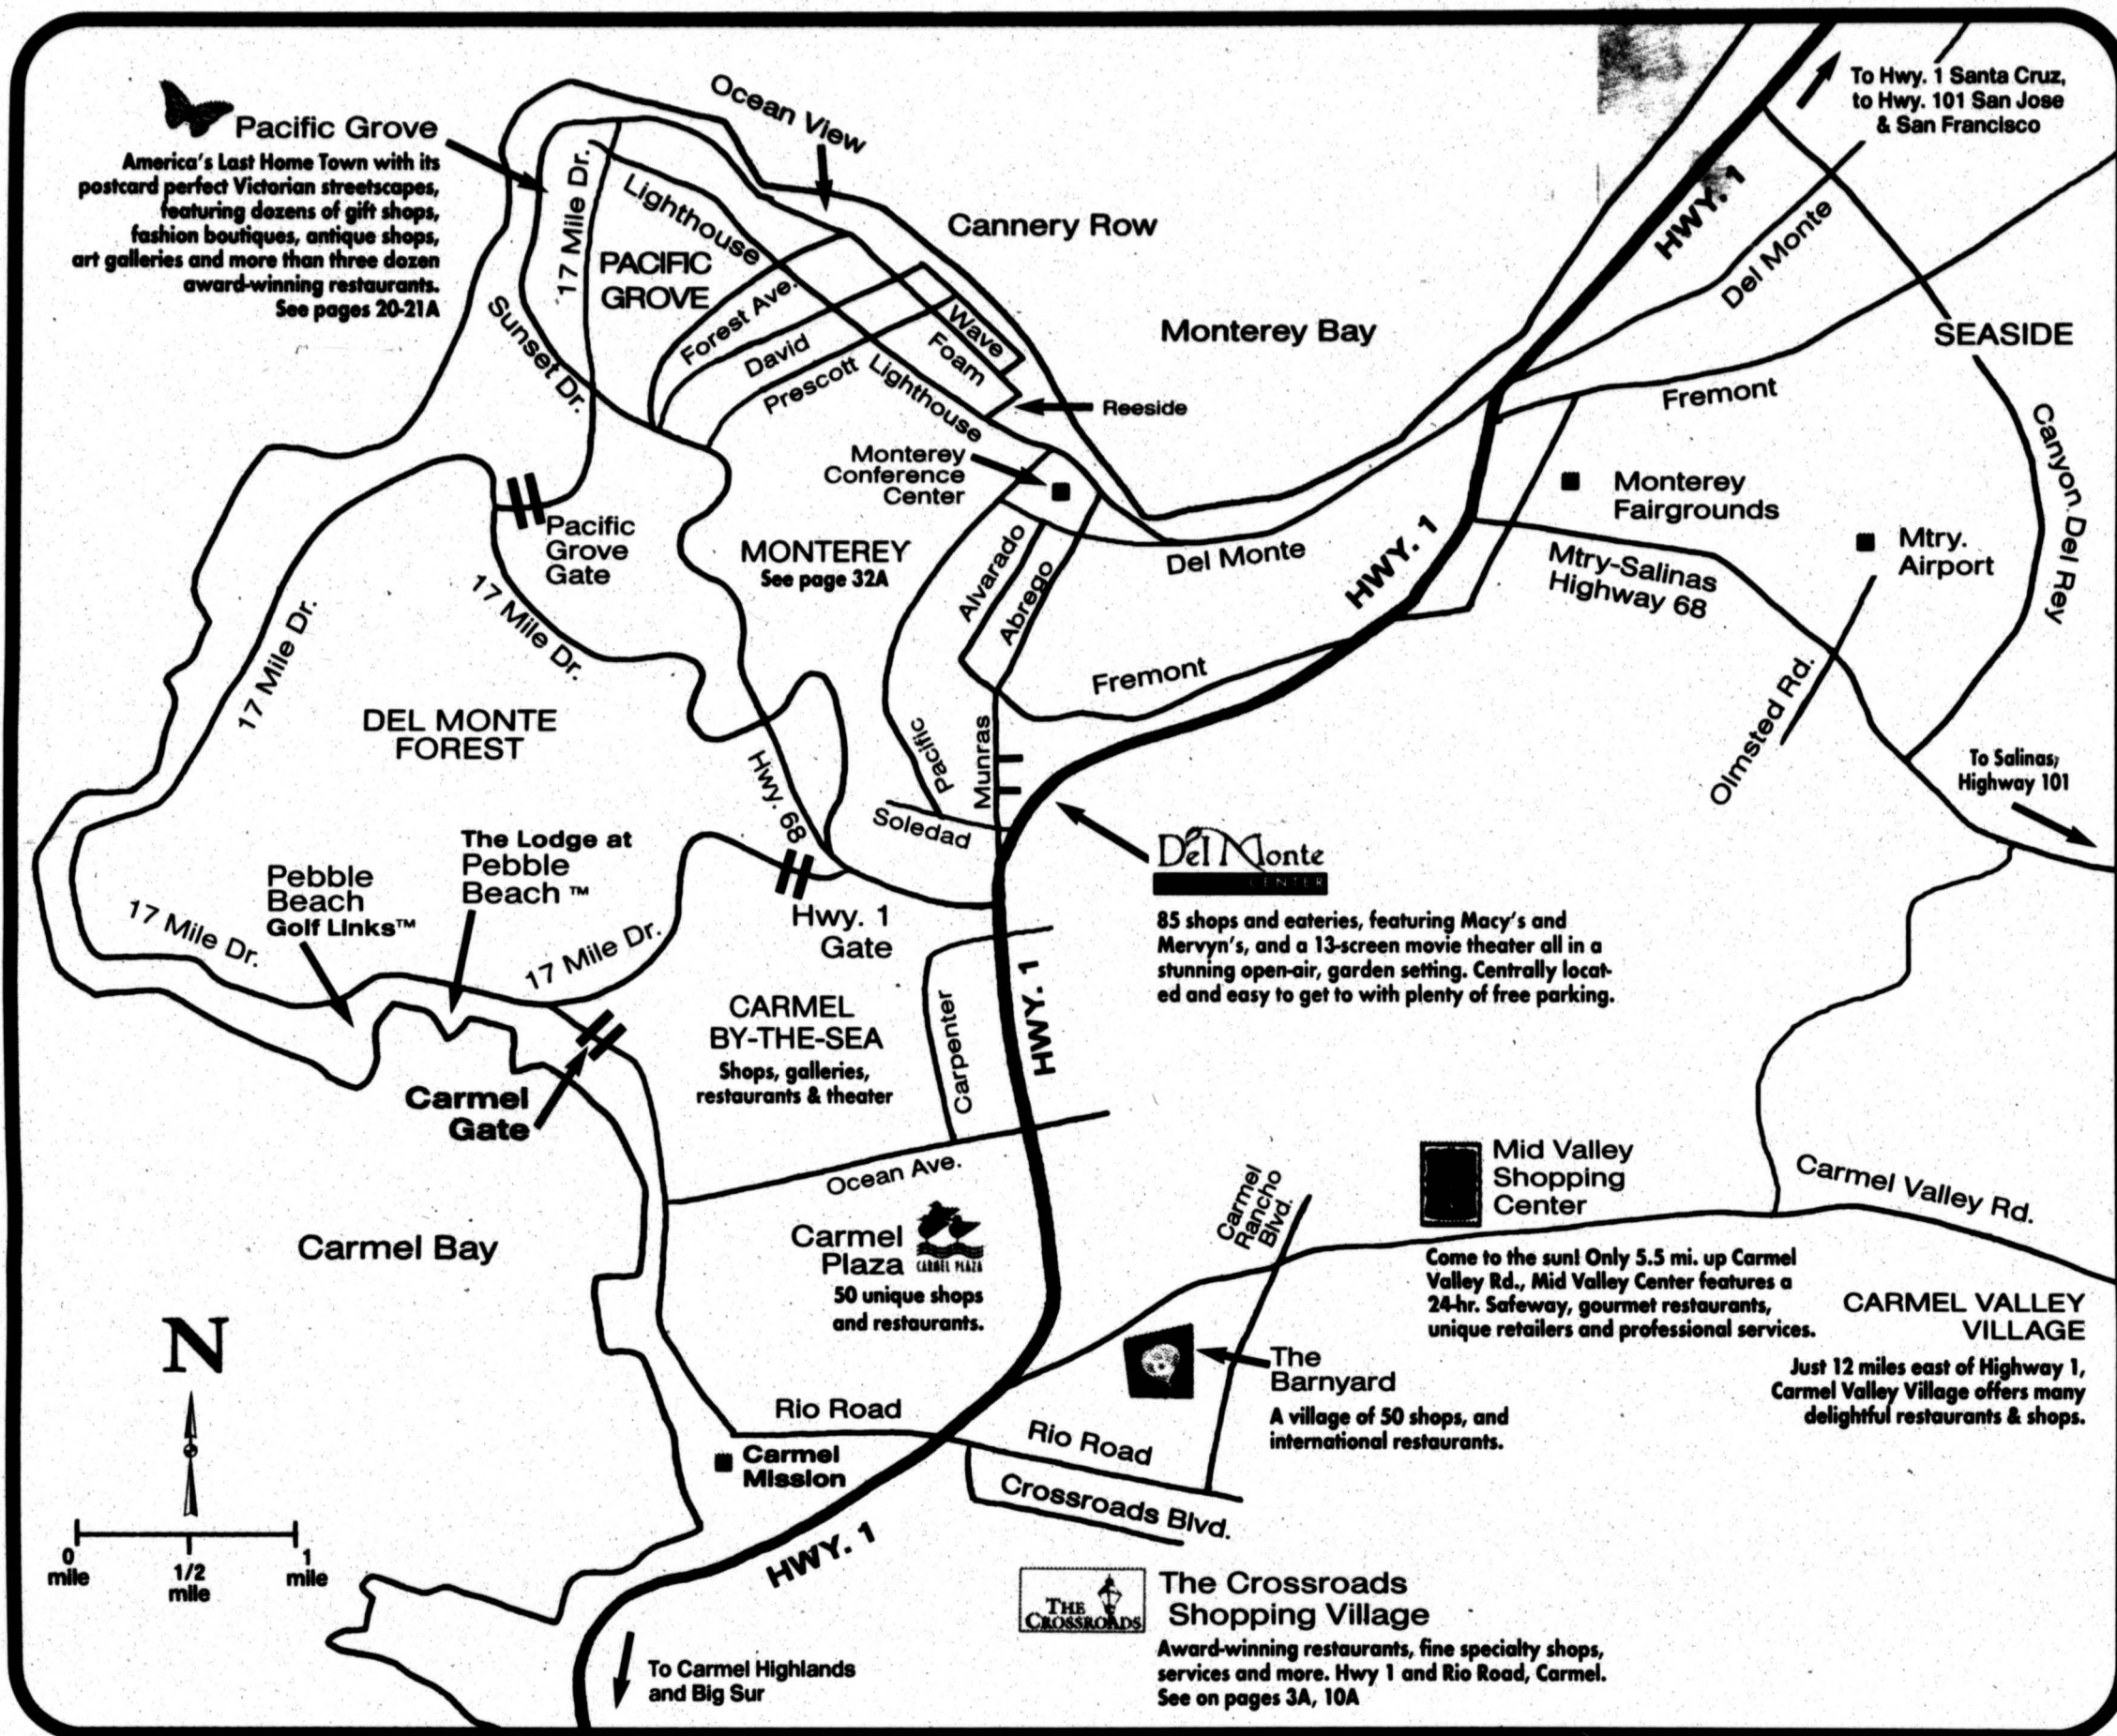 Pacific Grove
America's Last Home Town with its
postcard perfect Victorian streetscapes,
featuring dozens of gift shops,
fashion boutiques, antique shops,
art galleries and more than three dozen
award-winning restaurants.
See pages 20-21A
Ocean View
17 Mile Dr.
Lighthouse
PACIFIC
GROVE
Forest Ave.
David
Prescott
Lighthouse
Wave
Foam
Reeside
Sunset Dr.
Cannery Row
Monterey Bay
To Hwy. 1 Santa Cruz,
to Hwy. 101 San Jose
& San Francisco
HWY. 1
Del Monte
SEASIDE
Fremont
Canyon Del Rey
Monterey
Conference
Center
Monterey
Fairgrounds
Mtry.
Airport
Pacific
Grove
Gate
MONTEREY
See page 32A
Alvarado
Abrego
Del Monte
HWY. 1
Mtry-Salinas
Highway 68
17 Mile Dr.
17 Mile Dr.
Fremont
Olmsted Rd.
DEL MONTE
FOREST
Hwy. 68
Pacific
Munras
Soledad
To Salinas,
Highway 101
Del Monte
CENTER
85 shops and eateries, featuring Macy's and
Mervyn's, and a 13-screen movie theater all in a
stunning open-air, garden setting. Centrally locat-
ed and easy to get to with plenty of free parking.
The Lodge at
Pebble
Beach ™
Pebble
Beach
Golf Links™
17 Mile Dr.
17 Mile Dr.
Hwy. 1
Gate
CARMEL
BY-THE-SEA
Shops, galleries,
restaurants & theater
Carpenter
HWY. 1
Carmel
Gate
Ocean Ave.
Carmel
Rancho
Blvd.
Mid Valley
Shopping
Center
Carmel Valley Rd.
Come to the sun! Only 5.5 mi. up Carmel
Valley Rd., Mid Valley Center features a
24-hr. Safeway, gourmet restaurants,
unique retailers and professional services.
CARMEL VALLEY
VILLAGE
Just 12 miles east of Highway 1,
Carmel Valley Village offers many
delightful restaurants & shops.
Carmel Bay
Carmel
Plaza
CARMEL PLAZA
50 unique shops
and restaurants.
The
Barnyard
A village of 50 shops, and
international restaurants.
N
Rio Road
Rio Road
Carmel
Mission
Crossroads Blvd.
HWY. 1
0
mile
1/2
mile
1
mile
THE
CROSSROADS
The Crossroads
Shopping Village
Award-winning restaurants, fine specialty shops,
services and more. Hwy 1 and Rio Road, Carmel.
See on pages 3A, 10A
To Carmel Highlands
and Big Sur